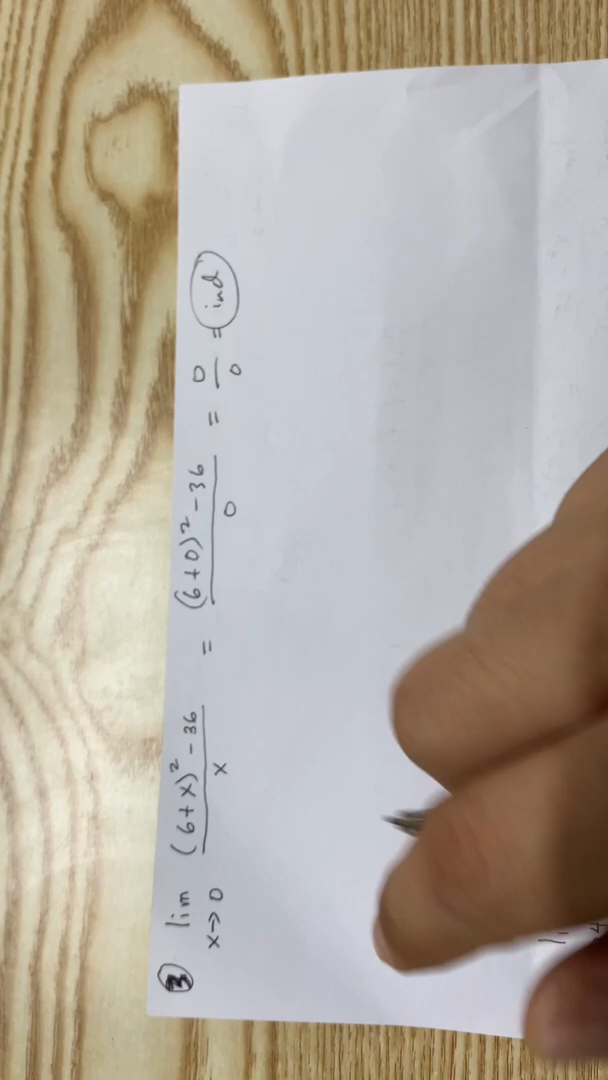 ③ lim (6+x)² - 36 / x = (6+0)² - 36 / 0 = 0 / 0 = ind
x→0